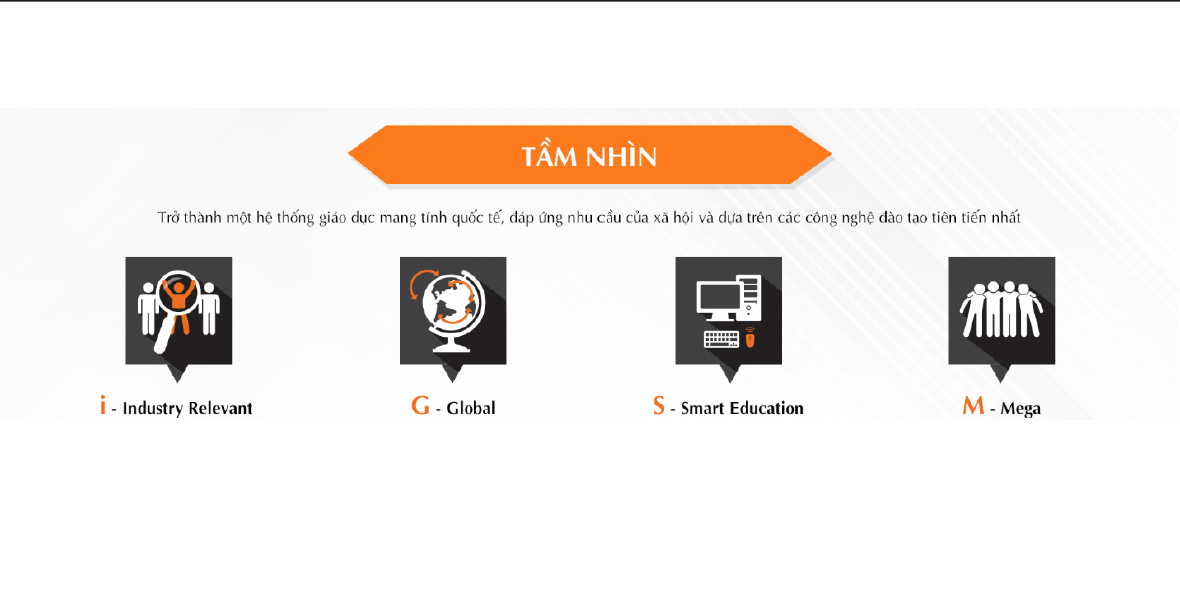 TẦM NHÌN
Trở thành một hệ thống giáo dục mang tính quốc tế, đáp ứng nhu cầu của xã hội và dựa trên các công nghệ đào tạo tiên tiến nhất
i - Industry Relevant
G - Global
S - Smart Education
M - Mega